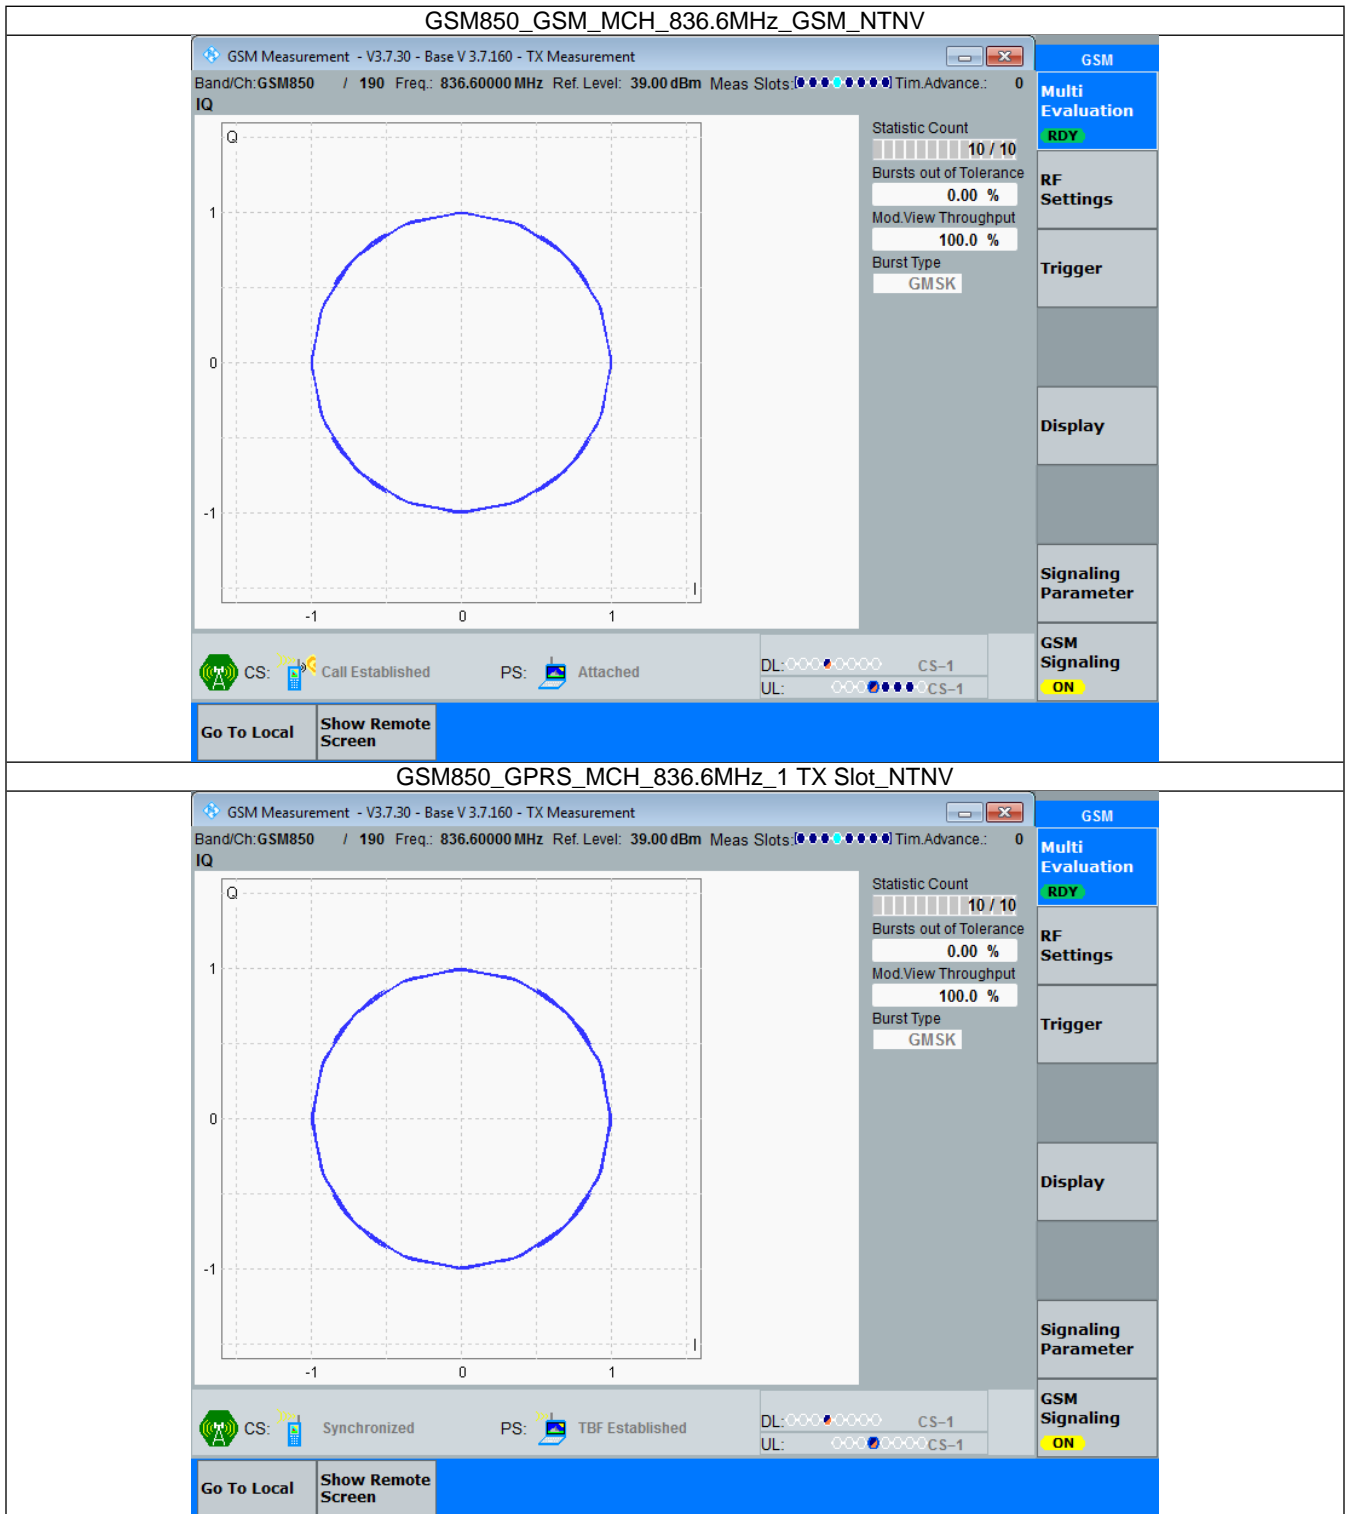 GSM850_GSM_MCH_836.6MHz_GSM_NTNV
GSM Measurement - V3.7.30 - Base V 3.7.160 - TX Measurement
GSM
Band/Ch: GSM850 / 190 Freq.: 836.60000 MHz Ref. Level: 39.00 dBm Meas Slots: Tim.Advance.: 0
IQ
Multi
Evaluation
RDY
Q
1
0
-1
-1 0 1
I
Statistic Count
10 / 10
Bursts out of Tolerance
0.00 %
Mod.View Throughput
100.0 %
Burst Type
GMSK
RF
Settings
Trigger
Display
Signaling
Parameter
GSM
Signaling
ON
CS: Call Established PS: Attached DL: CS-1
UL: CS-1
Go To Local
Show Remote
Screen
GSM850_GPRS_MCH_836.6MHz_1 TX Slot_NTNV
GSM Measurement - V3.7.30 - Base V 3.7.160 - TX Measurement
GSM
Band/Ch: GSM850 / 190 Freq.: 836.60000 MHz Ref. Level: 39.00 dBm Meas Slots: Tim.Advance.: 0
IQ
Multi
Evaluation
RDY
Q
1
0
-1
-1 0 1
I
Statistic Count
10 / 10
Bursts out of Tolerance
0.00 %
Mod.View Throughput
100.0 %
Burst Type
GMSK
RF
Settings
Trigger
Display
Signaling
Parameter
GSM
Signaling
ON
CS: Synchronized PS: TBF Established DL: CS-1
UL: CS-1
Go To Local
Show Remote
Screen